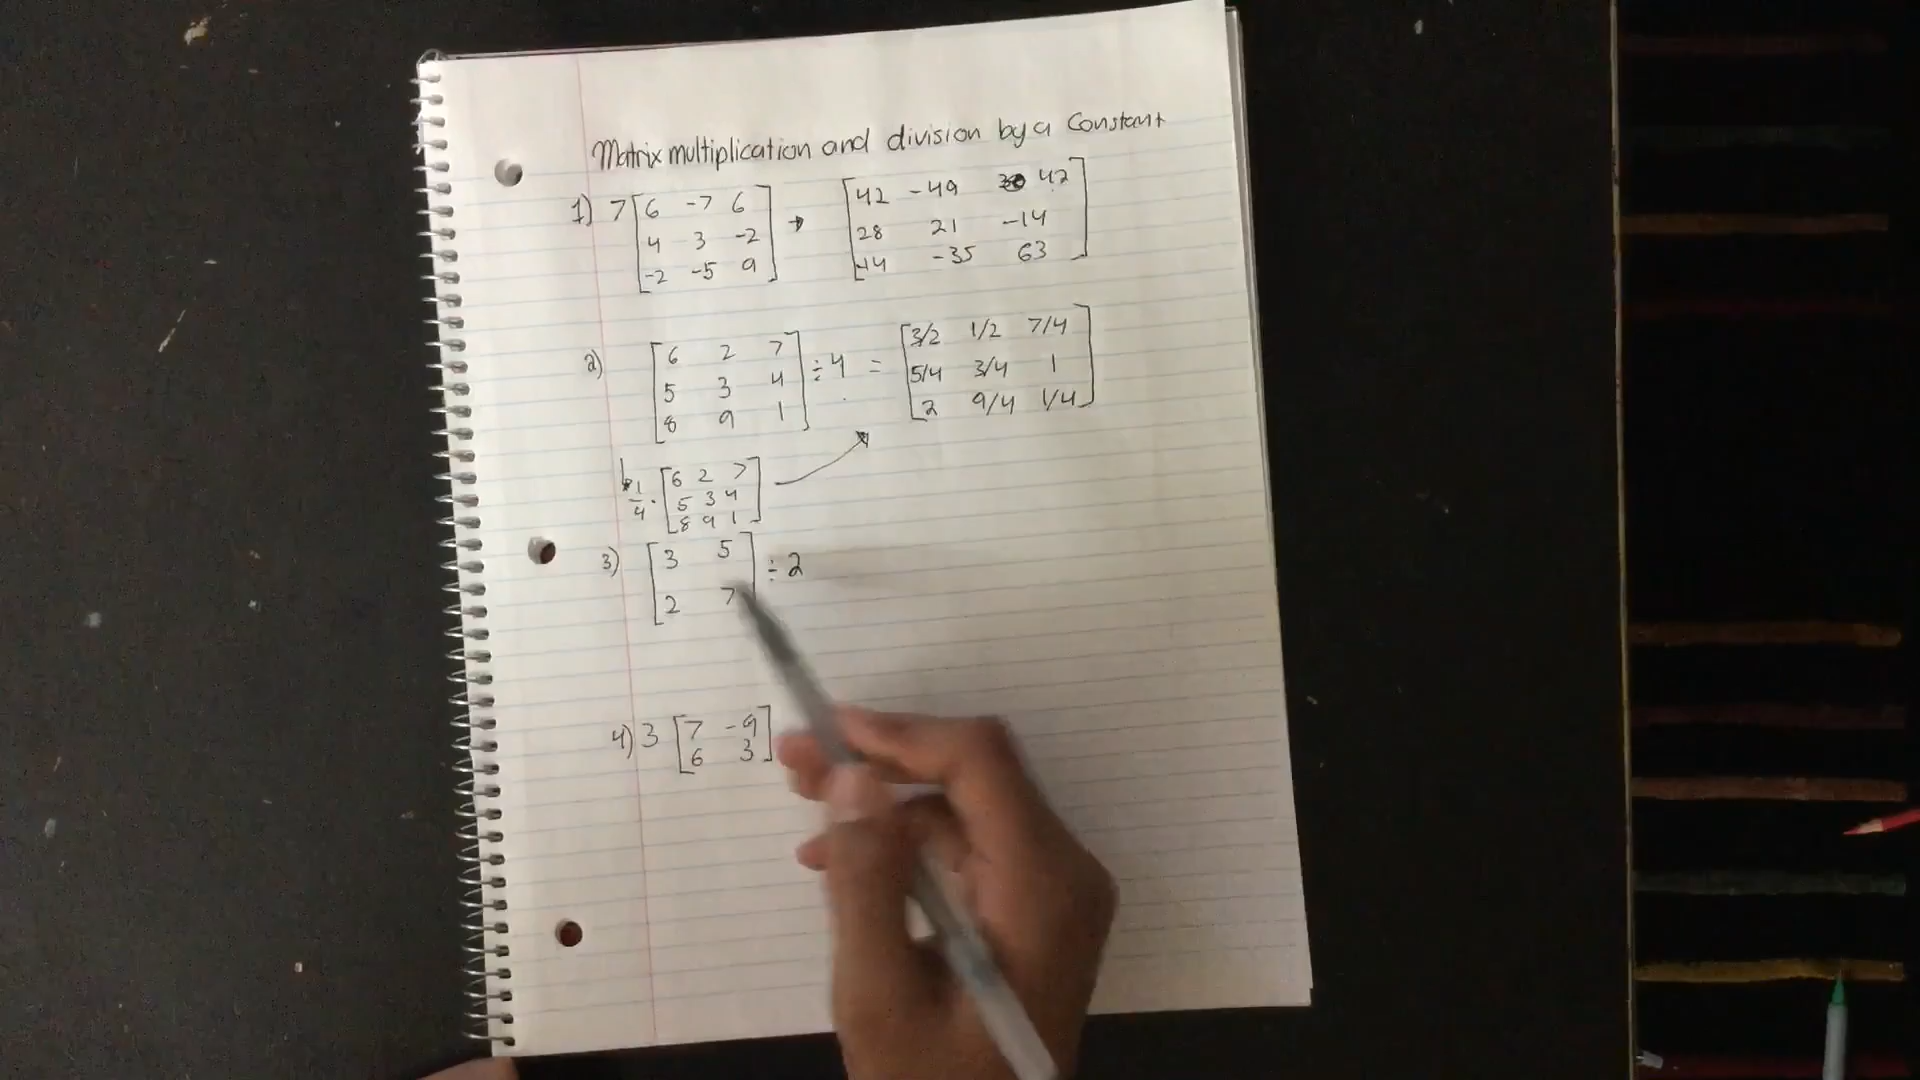 Matrix multiplication and division by a constant
1) 7 [6 -7 6 → [42 -49 42
4 3 -2 28 21 -14
-2 -5 9] -14 -35 63]
2) [6 2 7 ÷ 4 = [3/2 1/2 7/4
5 3 4 5/4 3/4 1
8 9 1] 2 9/4 1/4]
1/4 · [6 2 7
5 3 4
8 9 1]
3) [3 5 ÷ 2
2 7]
4) 3 [7 -9
6 3]